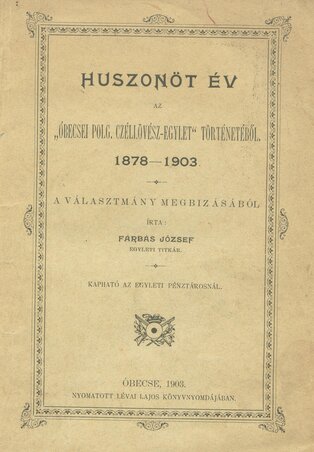 HUSZONÖT ÉV
AZ
„ÓBECSEI POLG. CZÉLLÖVÉSZ-EGYLET“ TÖRTÉNETÉBŐL.
1878—1903
A VÁLASZTMÁNY MEGBIZÁSÁBÓL
IRTA:
FARBAS JÓZSEF
EGYLETI TITKÁR.
KAPHATÓ AZ EGYLETI PÉNZTÁROSNÁL.
ÓBECSE, 1903.
NYOMATOTT LÉVAI LAJOS KÖNYVNYOMDÁJÁBAN.